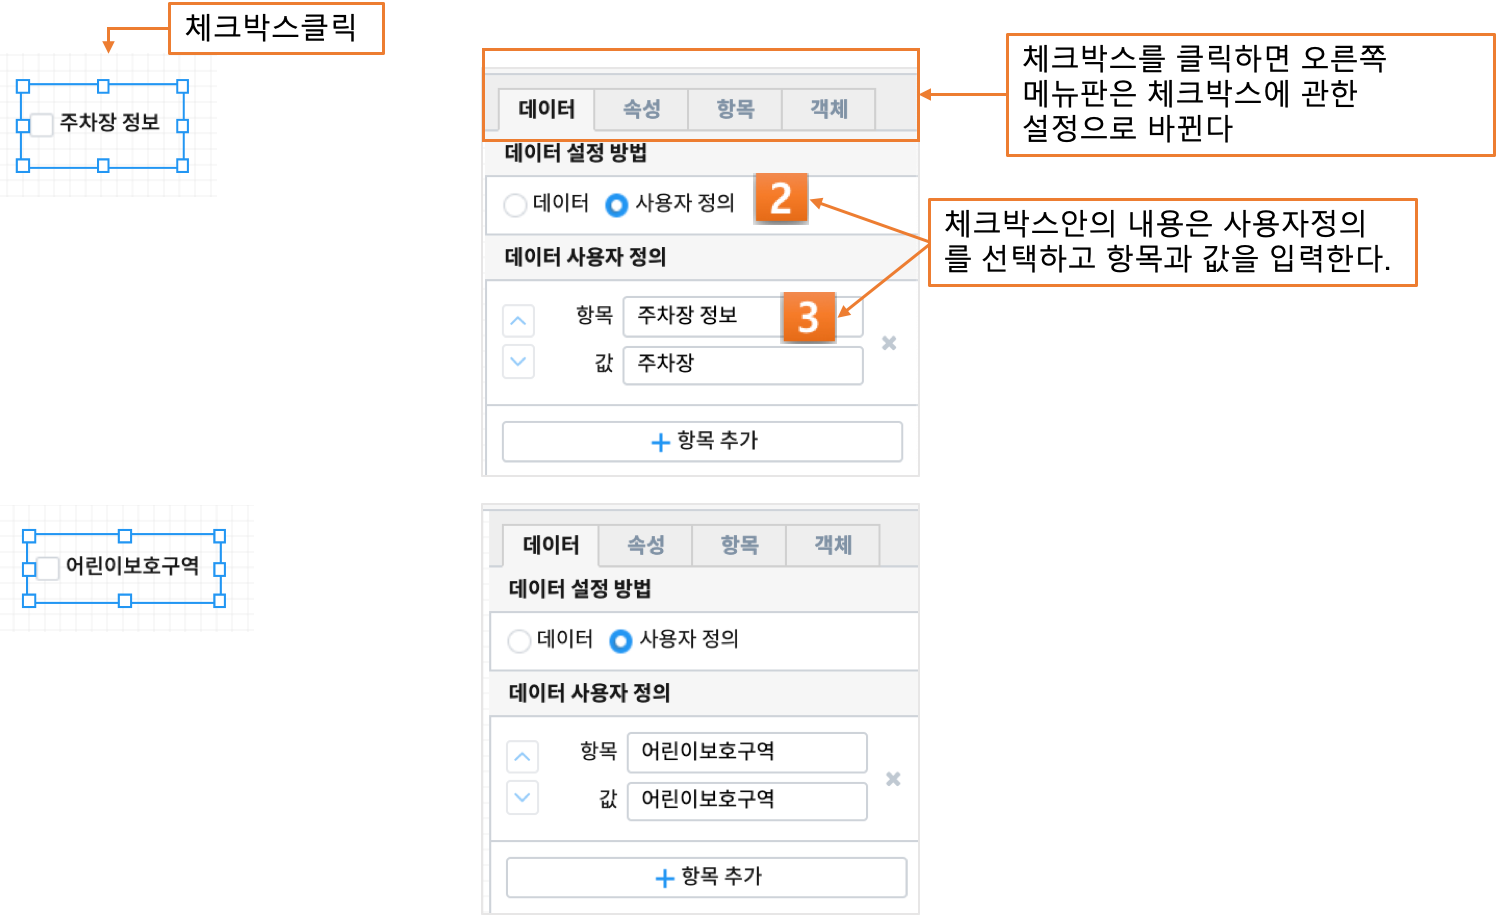 체크박스클릭
주차장 정보
데이터 속성 항목 객체
체크박스를 클릭하면 오른쪽
메뉴판은 체크박스에 관한
설정으로 바뀐다
데이터 설정 방법
데이터 사용자 정의 2
체크박스안의 내용은 사용자정의
를 선택하고 항목과 값을 입력한다.
데이터 사용자 정의
항목 주차장 정보 3
값 주차장
+ 항목 추가
어린이보호구역
데이터 속성 항목 객체
데이터 설정 방법
데이터 사용자 정의
데이터 사용자 정의
항목 어린이보호구역
값 어린이보호구역
+ 항목 추가